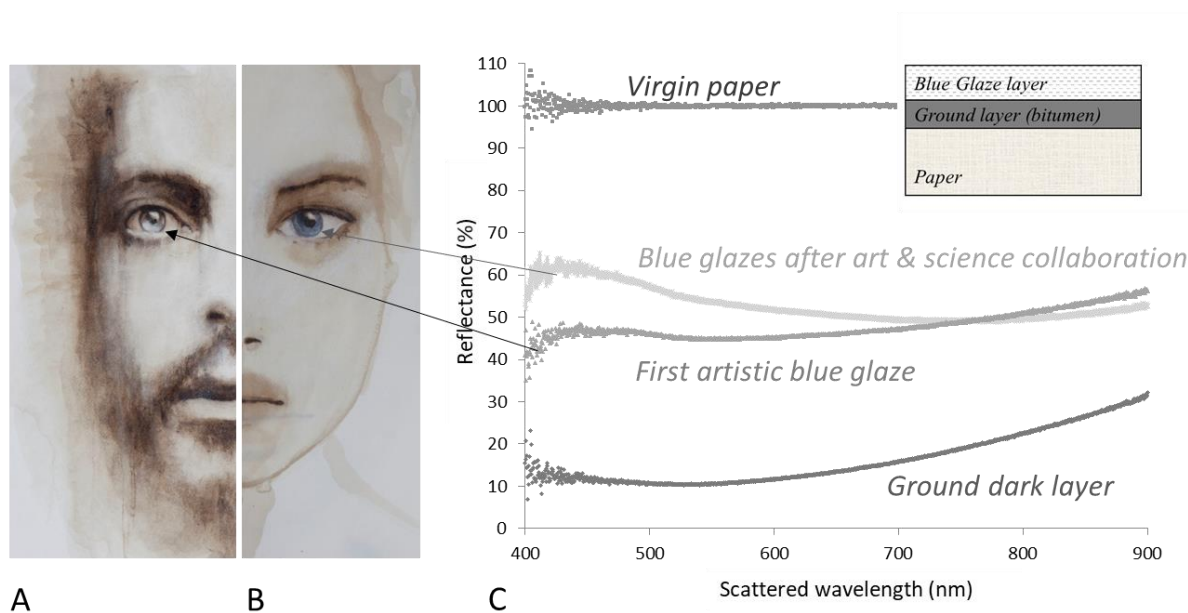 110
100
90
80
70
60
50
40
30
20
10
0
Reflectance (%)
Virgin paper
Blue Glaze layer
Ground layer (bitumen)
Paper
Blue glazes after art & science collaboration
First artistic blue glaze
Ground dark layer
400
500
600
700
800
900
Scattered wavelength (nm)
A
B
C